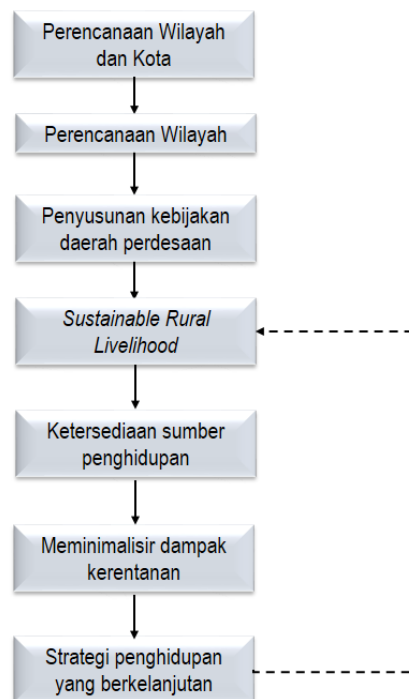 Perencanaan Wilayah
dan Kota
Perencanaan Wilayah
Penyusunan kebijakan
daerah perdesaan
Sustainable Rural
Livelihood
Ketersediaan sumber
penghidupan
Meminimalisir dampak
kerentanan
Strategi penghidupan
yang berkelanjutan